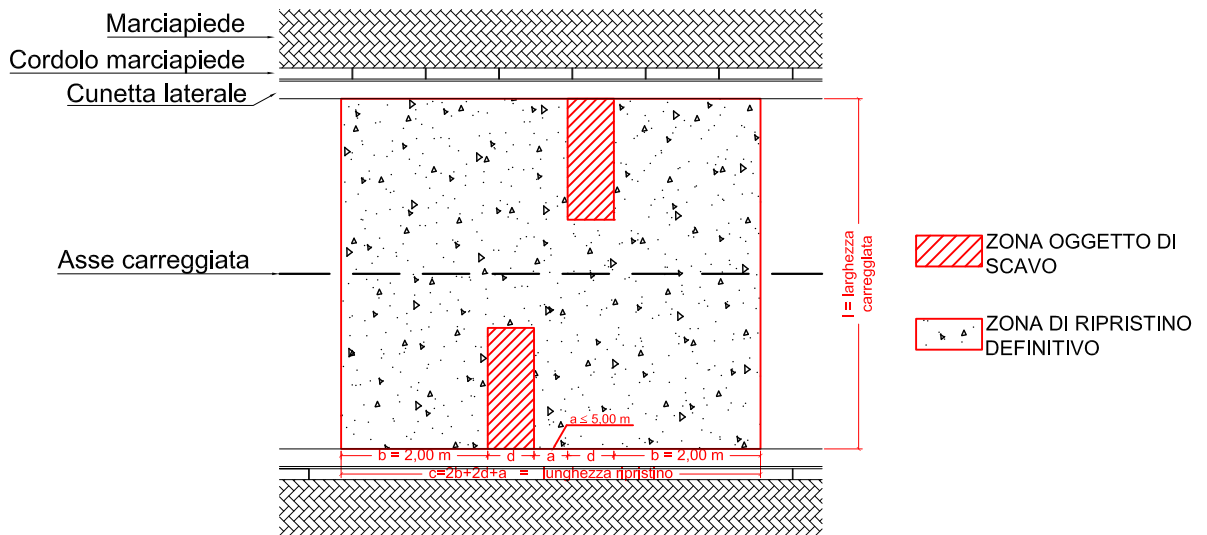 Marciapiede
Cordolo marciapiede
Cunetta laterale
Asse carreggiata
l = larghezza
carreggiata
ZONA OGGETTO DI
SCAVO
ZONA DI RIPRISTINO
DEFINITIVO
a ≤ 5.00 m
b = 2,00 m
d
a
d
b = 2,00 m
c=2b+2d+a = lunghezza ripristino